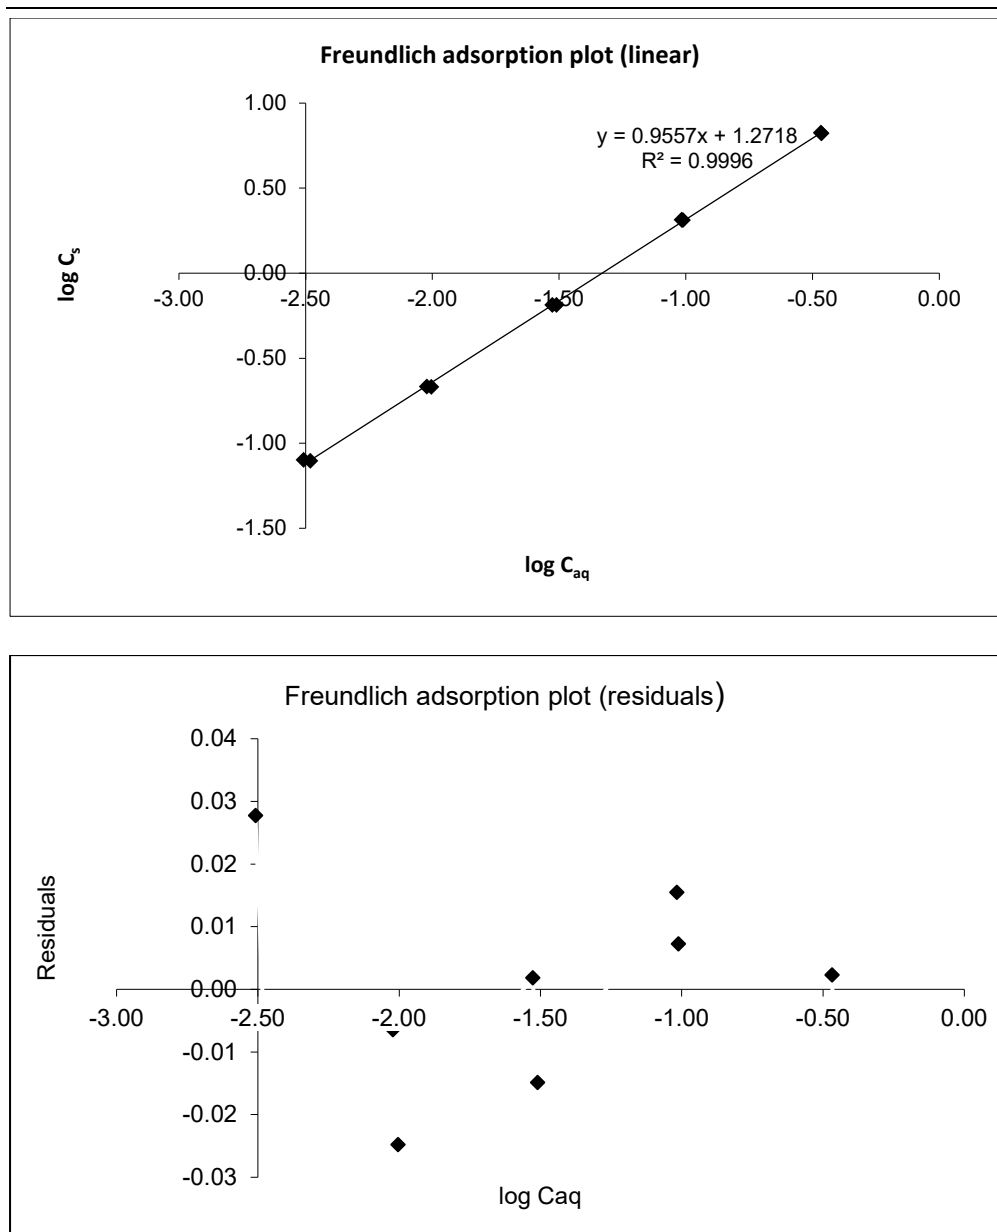 Freundlich adsorption plot (linear)
1.00
y = 0.9557x + 1.2718
R² = 0.9996
0.50
log Cs
0.00
-3.00 -2.50 -2.00 -1.50 -1.00 -0.50 0.00
-0.50
-1.00
-1.50
log Caq
Freundlich adsorption plot (residuals)
0.04
0.03
0.02
0.01
Residuals
0.00
-3.00 -2.50 -2.00 -1.50 -1.00 -0.50 0.00
-0.01
-0.02
-0.03
log Caq